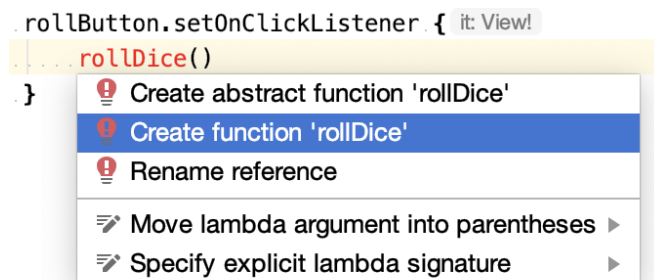 rollButton.setOnClickListener { it: View!
rollDice()
}
Create abstract function 'rollDice'
Create function 'rollDice'
Rename reference
Move lambda argument into parentheses
Specify explicit lambda signature